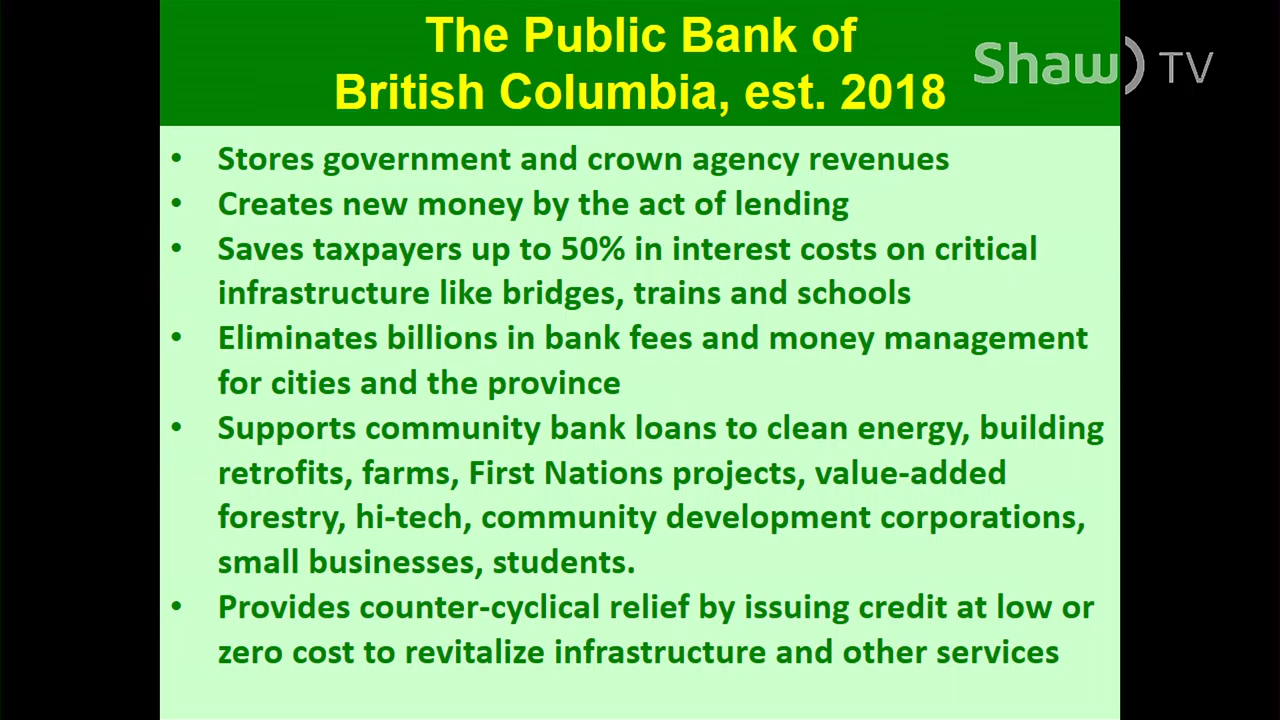 The Public Bank of
British Columbia, est. 2018
Shaw) TV
• Stores government and crown agency revenues
• Creates new money by the act of lending
• Saves taxpayers up to 50% in interest costs on critical
infrastructure like bridges, trains and schools
• Eliminates billions in bank fees and money management
for cities and the province
• Supports community bank loans to clean energy, building
retrofits, farms, First Nations projects, value-added
forestry, hi-tech, community development corporations,
small businesses, students.
• Provides counter-cyclical relief by issuing credit at low or
zero cost to revitalize infrastructure and other services